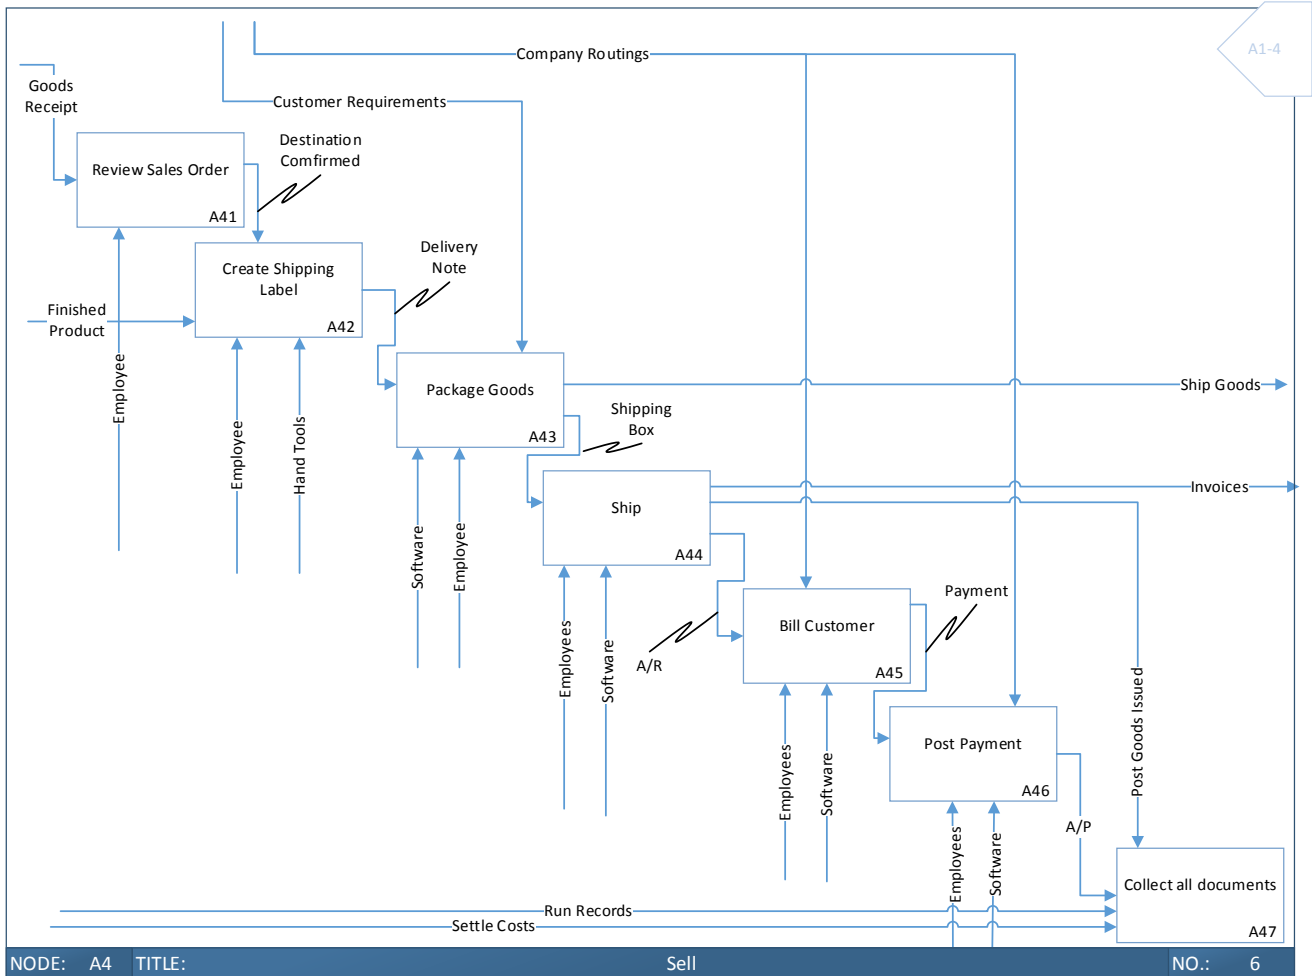 A1-4
Company Routings
Goods
Receipt
Customer Requirements
Destination
Comfirmed
Review Sales Order
A41
Delivery
Note
Create Shipping
Label
A42
Finished
Product
Employee
Employee
Hand Tools
Package Goods
A43
Ship Goods
Shipping
Box
Software
Employee
Invoices
Ship
A44
Employees
Software
A/R
Payment
Bill Customer
A45
Employees
Software
Post Payment
A46
Post Goods Issued
A/P
Employees
Software
Collect all documents
A47
Run Records
Settle Costs
NODE: A4 TITLE: Sell NO.: 6